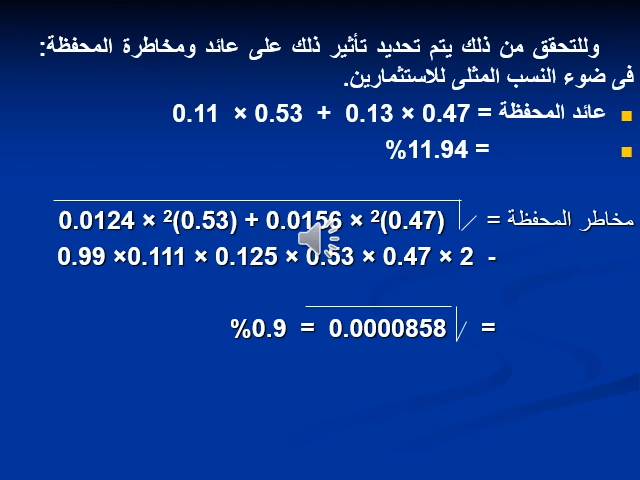 وللتحقق من ذلك يتم تحديد تأثير ذلك على عائد ومخاطرة المحفظة:
فى ضوء النسب المثلى للاستثمارين.
عائد المحفظة = 0.47 × 0.13 + 0.53 × 0.11
= 11.94%
مخاطر المحفظة = √(0.47)2 × 0.0156 + (0.53)2 × 0.0124
- 2 × 0.47 × 0.53 × 0.125 × 0.111× 0.99
= √0.0000858 = 0.9%